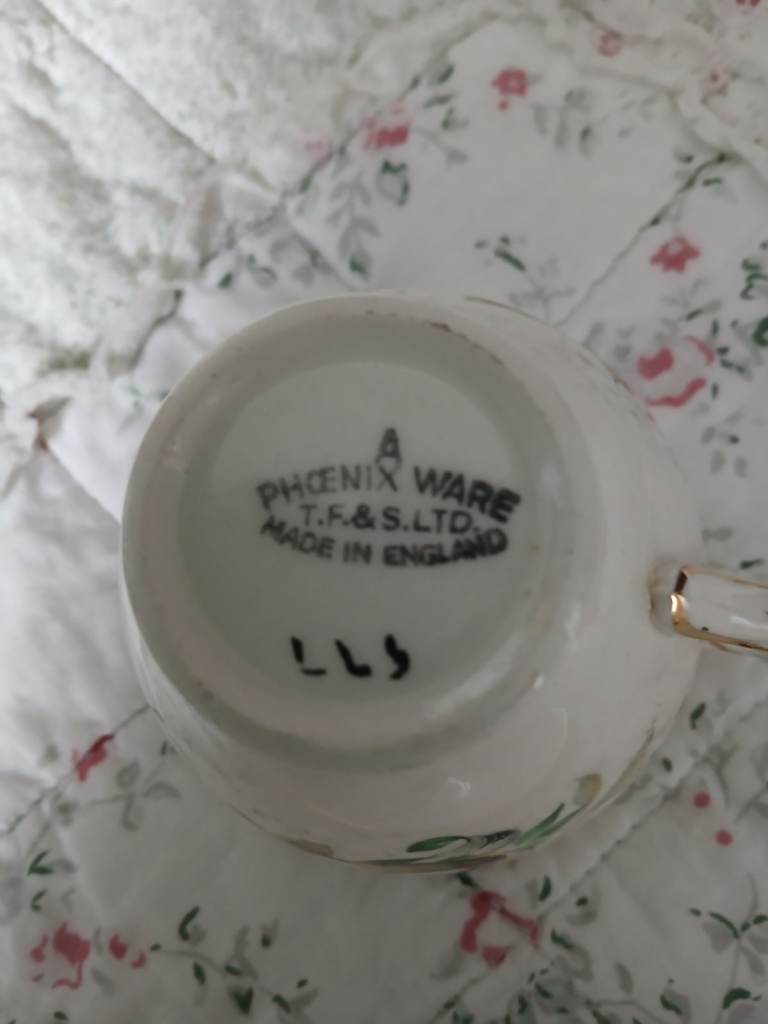 A
PHŒNIX WARE
T.F.&S.LTD.
MADE IN ENGLAND